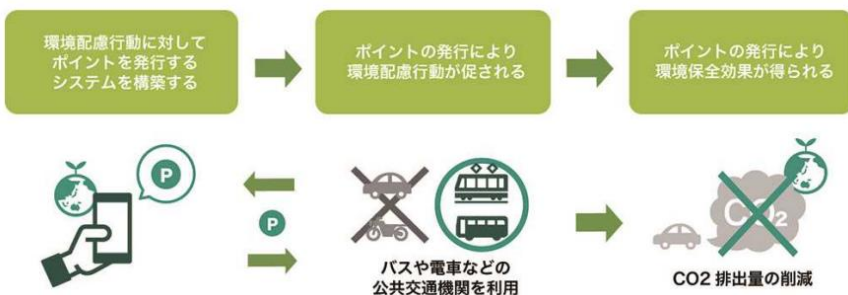 環境配慮行動に対して
ポイントを発行する
システムを構築する
ポイントの発行により
環境配慮行動が促される
ポイントの発行により
環境保全効果が得られる
P
P
CO2
バスや電車などの
公共交通機関を利用
CO2 排出量の削減